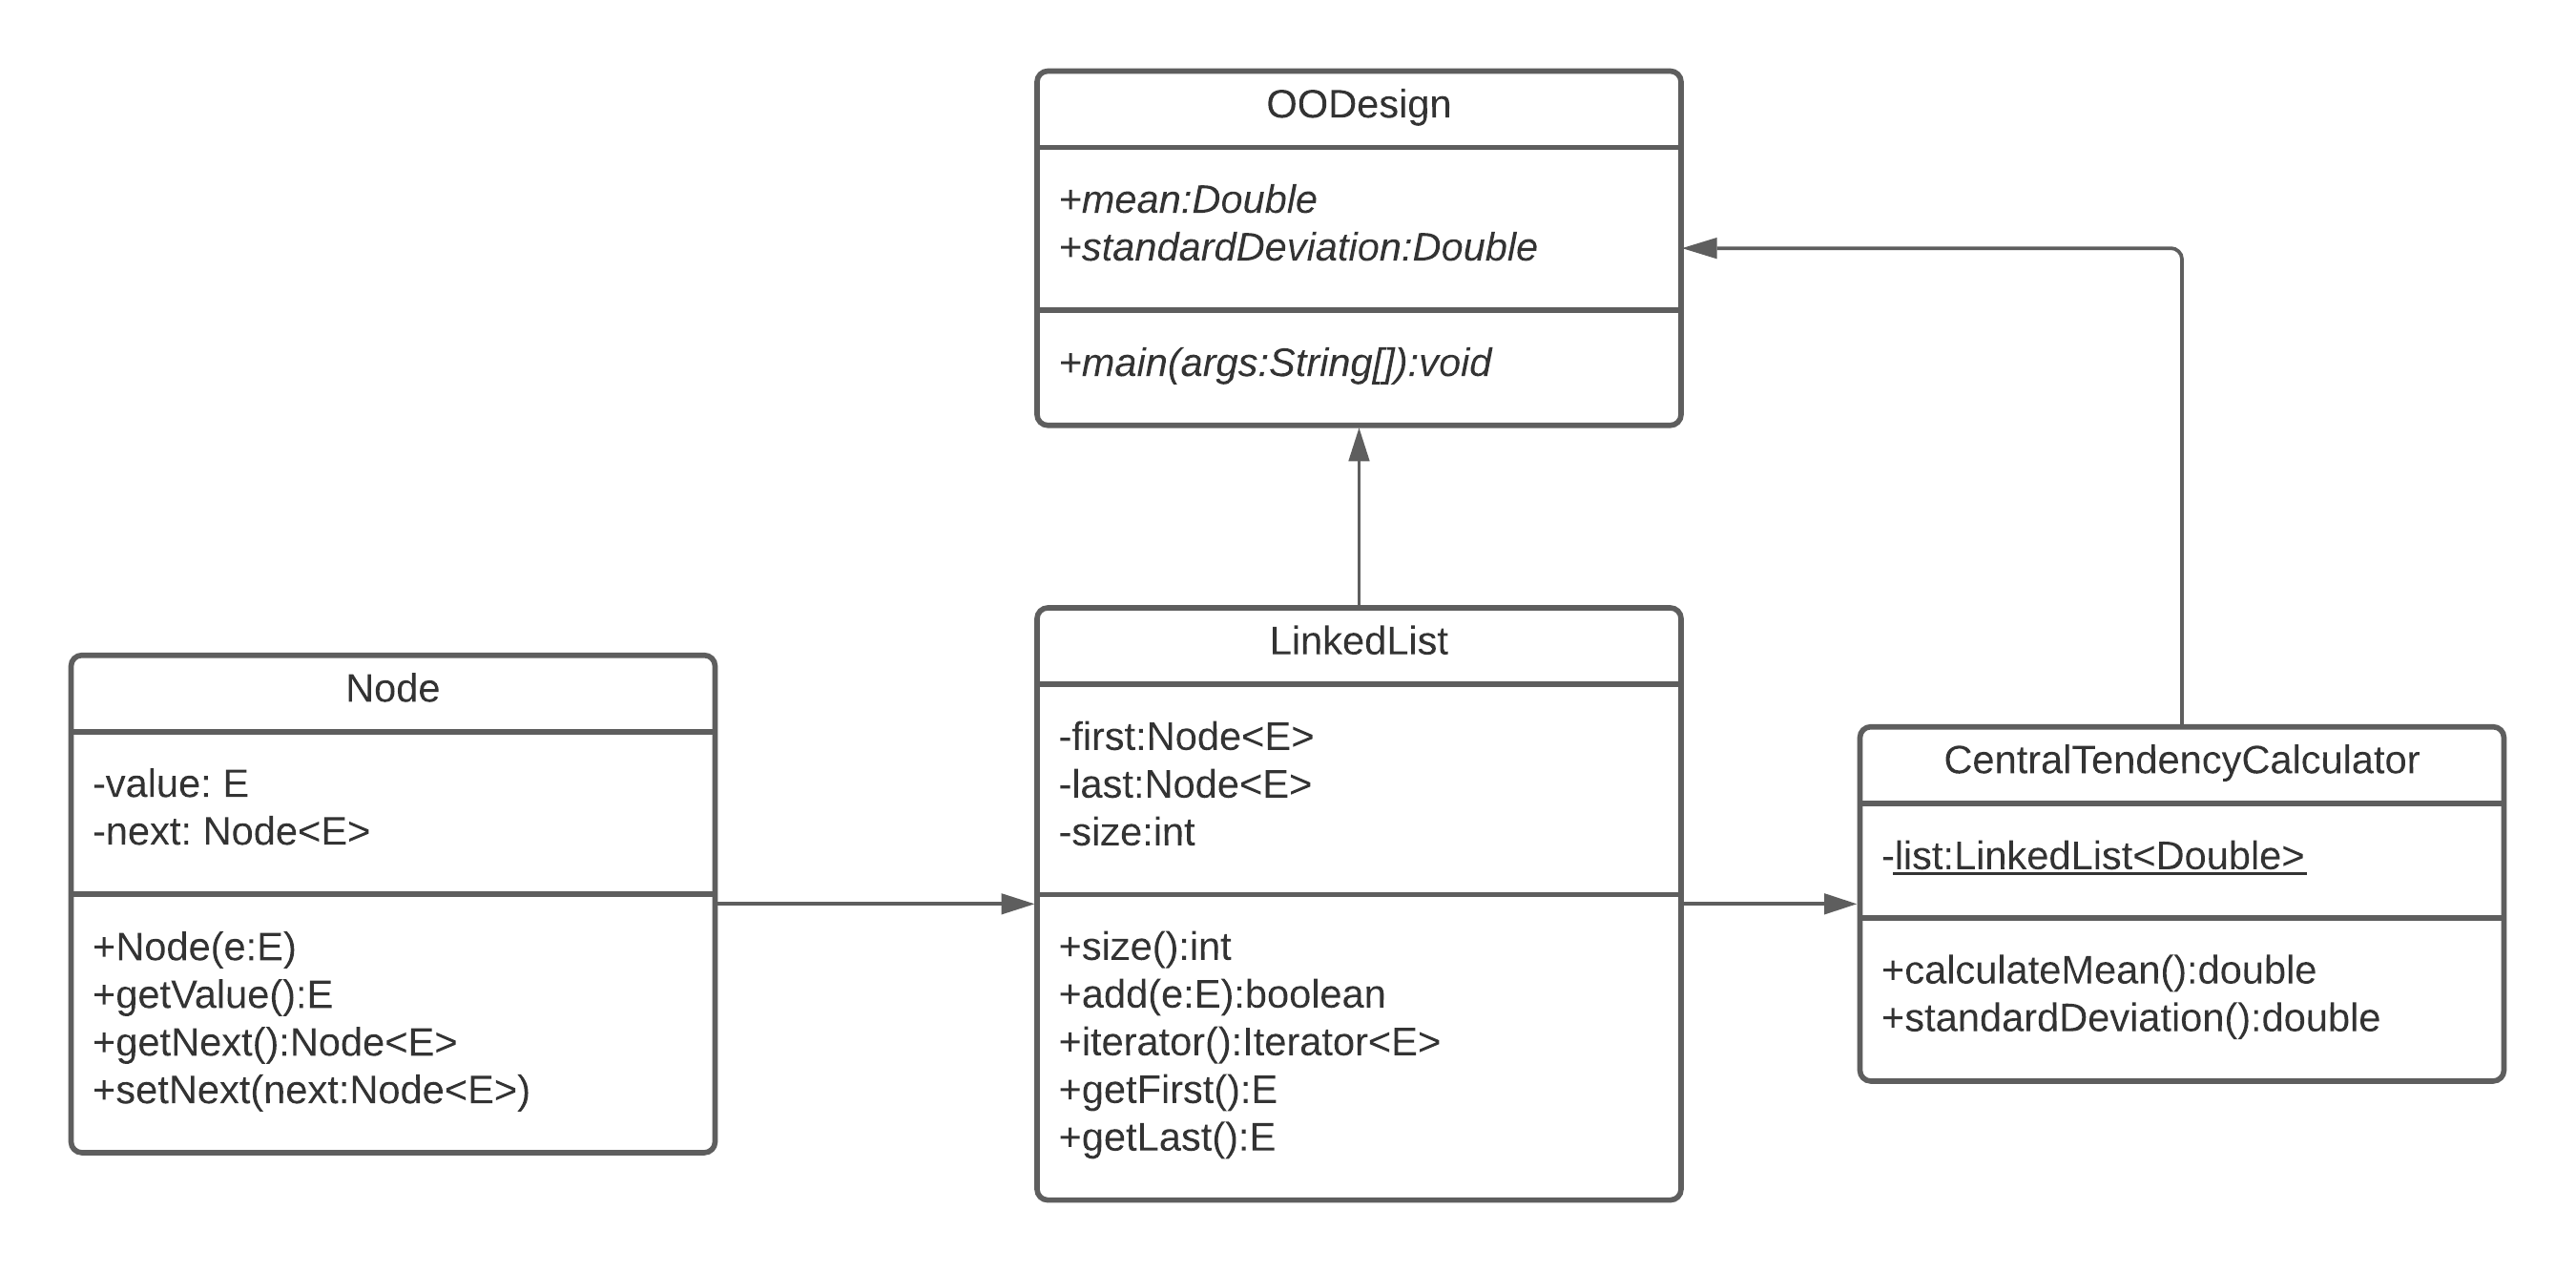 OODesign
+mean:Double
+standardDeviation:Double
+main(args:String[]):void
Node
-value: E
-next: Node<E>
+Node(e:E)
+getValue():E
+getNext():Node<E>
+setNext(next:Node<E>)
LinkedList
-first:Node<E>
-last:Node<E>
-size:int
+size():int
+add(e:E):boolean
+iterator():Iterator<E>
+getFirst():E
+getLast():E
CentralTendencyCalculator
-list:LinkedList<Double>
+calculateMean():double
+standardDeviation():double